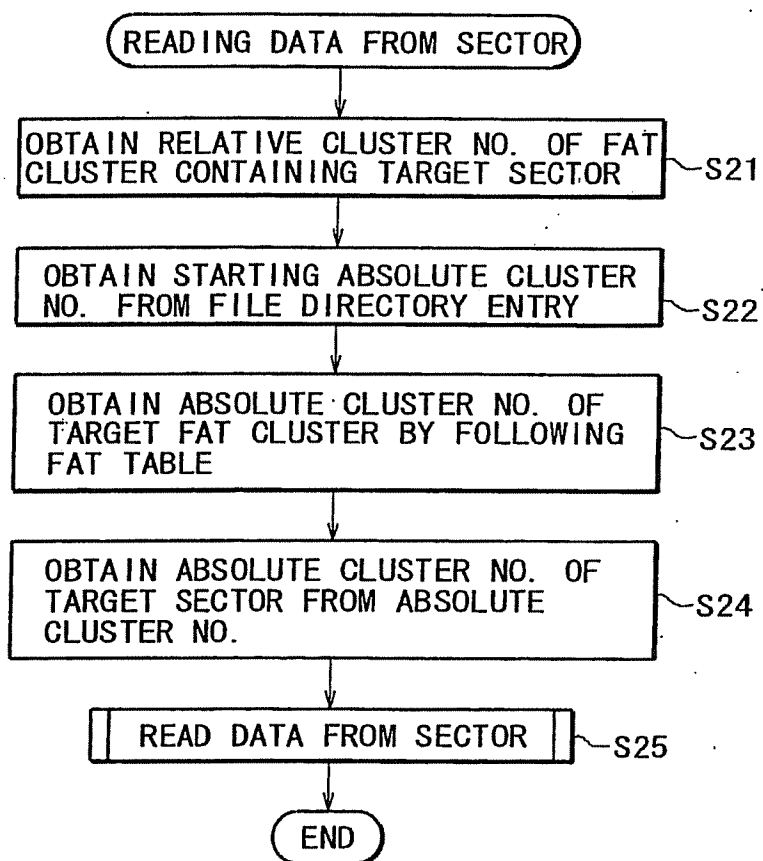 READING DATA FROM SECTOR
OBTAIN RELATIVE CLUSTER NO. OF FAT
CLUSTER CONTAINING TARGET SECTOR
S21
OBTAIN STARTING ABSOLUTE CLUSTER
NO. FROM FILE DIRECTORY ENTRY
S22
OBTAIN ABSOLUTE CLUSTER NO. OF
TARGET FAT CLUSTER BY FOLLOWING
FAT TABLE
S23
OBTAIN ABSOLUTE CLUSTER NO. OF
TARGET SECTOR FROM ABSOLUTE
CLUSTER NO.
S24
READ DATA FROM SECTOR
S25
END